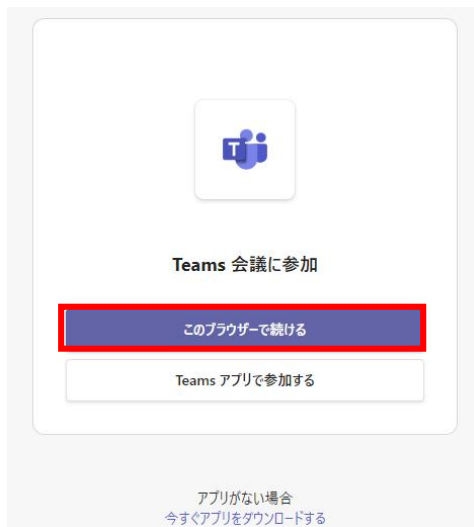 T
Teams 会議に参加
このブラウザーで続ける
Teams アプリで参加する
アプリがない場合
今すぐアプリをダウンロードする